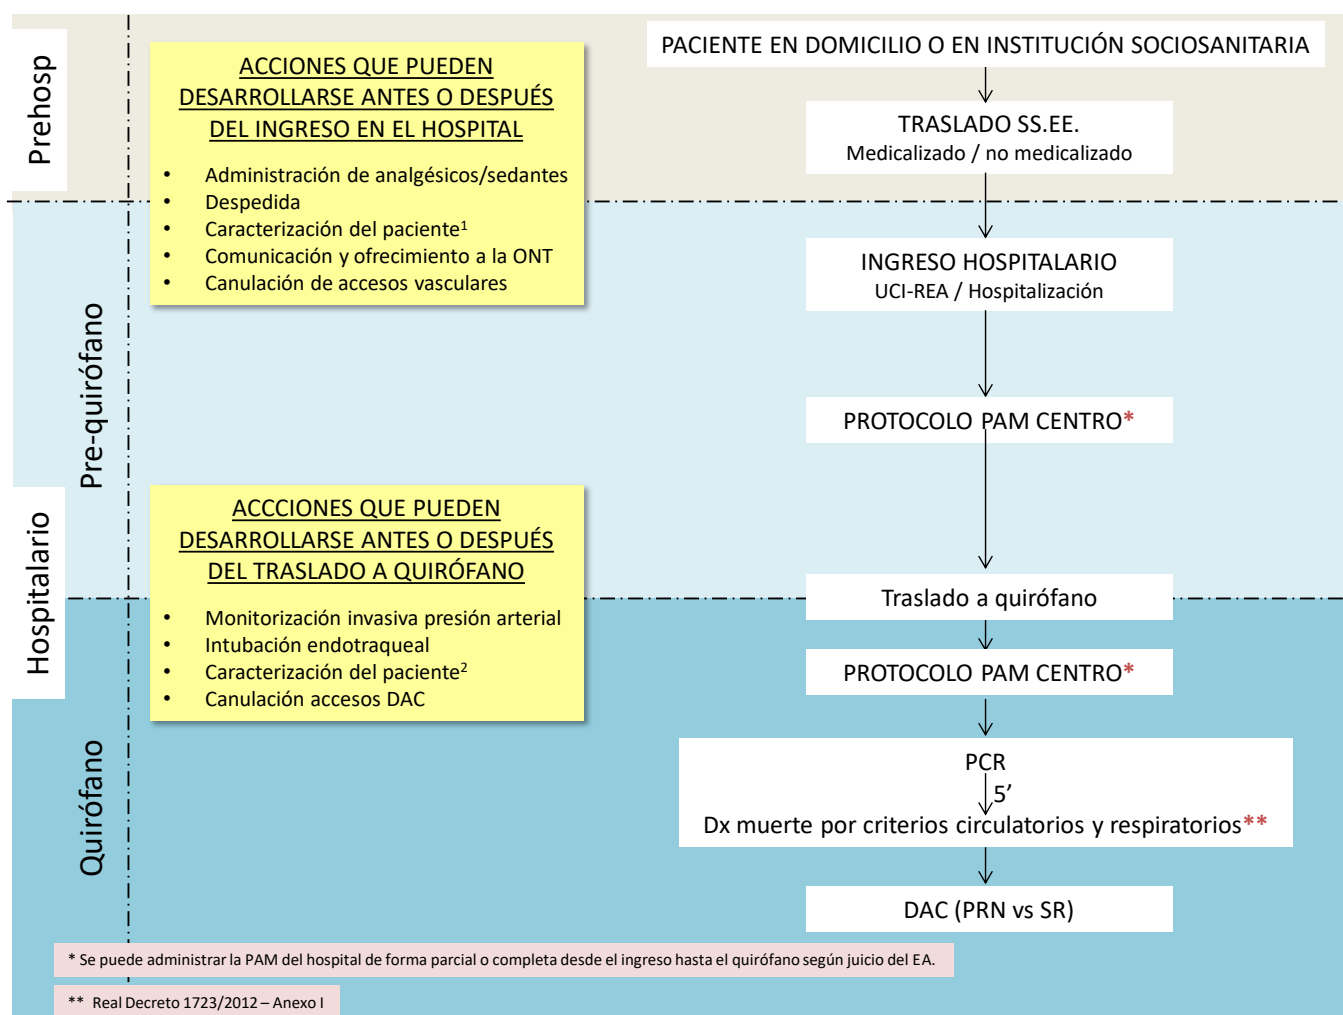 Prehosp
ACCIONES QUE PUEDEN
DESARROLLARSE ANTES O DESPUÉS
DEL INGRESO EN EL HOSPITAL
• Administración de analgésicos/sedantes
• Despedida
• Caracterización del paciente¹
• Comunicación y ofrecimiento a la ONT
• Canulación de accesos vasculares
PACIENTE EN DOMICILIO O EN INSTITUCIÓN SOCIOSANITARIA
TRASLADO SS.EE.
Medicalizado / no medicalizado
Hospitalario
Pre-quirófano
INGRESO HOSPITALARIO
UCI-REA / Hospitalización
PROTOCOLO PAM CENTRO*
ACCCIONES QUE PUEDEN
DESARROLLARSE ANTES O DESPUÉS
DEL TRASLADO A QUIRÓFANO
• Monitorización invasiva presión arterial
• Intubación endotraqueal
• Caracterización del paciente²
• Canulación accesos DAC
Traslado a quirófano
Quirófano
PROTOCOLO PAM CENTRO*
PCR
5’
Dx muerte por criterios circulatorios y respiratorios**
DAC (PRN vs SR)
* Se puede administrar la PAM del hospital de forma parcial o completa desde el ingreso hasta el quirófano según juicio del EA.
** Real Decreto 1723/2012 – Anexo I